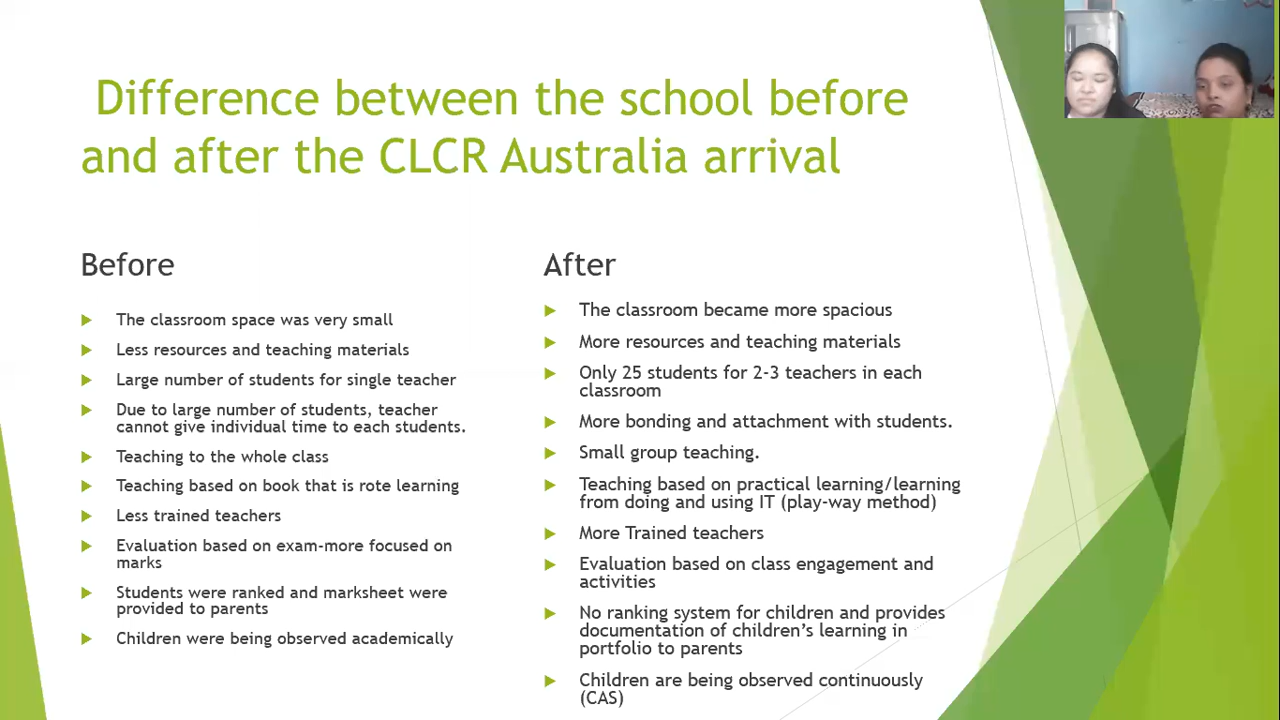 Difference between the school before
and after the CLCR Australia arrival
Before
The classroom space was very small
Less resources and teaching materials
Large number of students for single teacher
Due to large number of students, teacher
cannot give individual time to each students.
Teaching to the whole class
Teaching based on book that is rote learning
Less trained teachers
Evaluation based on exam-more focused on
marks
Students were ranked and marksheet were
provided to parents
Children were being observed academically
After
The classroom became more spacious
More resources and teaching materials
Only 25 students for 2-3 teachers in each
classroom
More bonding and attachment with students.
Small group teaching.
Teaching based on practical learning/learning
from doing and using IT (play-way method)
More Trained teachers
Evaluation based on class engagement and
activities
No ranking system for children and provides
documentation of children’s learning in
portfolio to parents
Children are being observed continuously
(CAS)